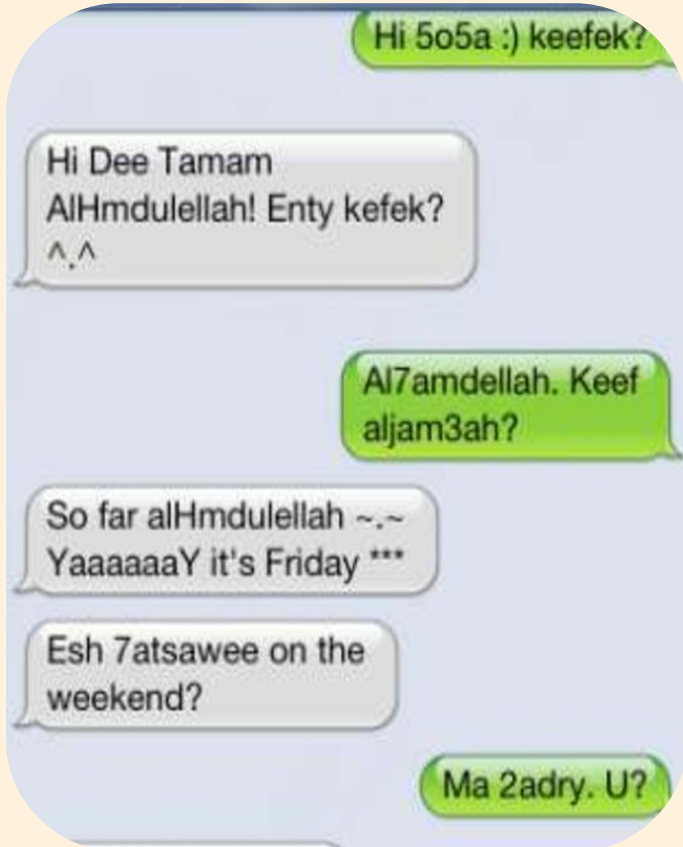 Hi 5o5a :) keefek?
Hi Dee Tamam
AlHmdulellah! Enty kefek?
^.^
Al7amdellah. Keef
aljam3ah?
So far alHmdulellah ~.~
YaaaaaaY it's Friday ***
Esh 7atsawee on the
weekend?
Ma 2adry. U?